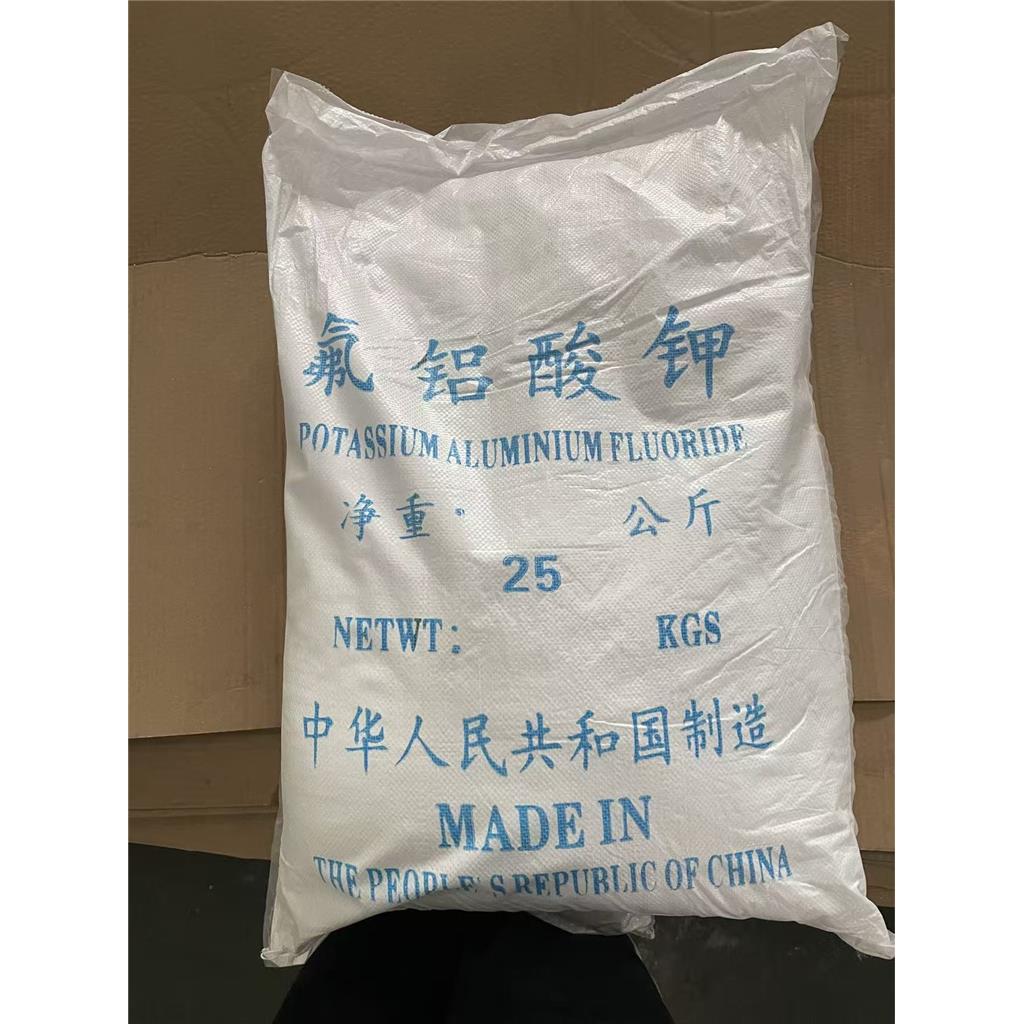 氟铝酸钾
POTASSIUM ALUMINIUM FLUORIDE
净重: 公斤
25
NETWT: KGS
中华人民共和国制造
MADE IN
THE PEOPLE'S REPUBLIC OF CHINA